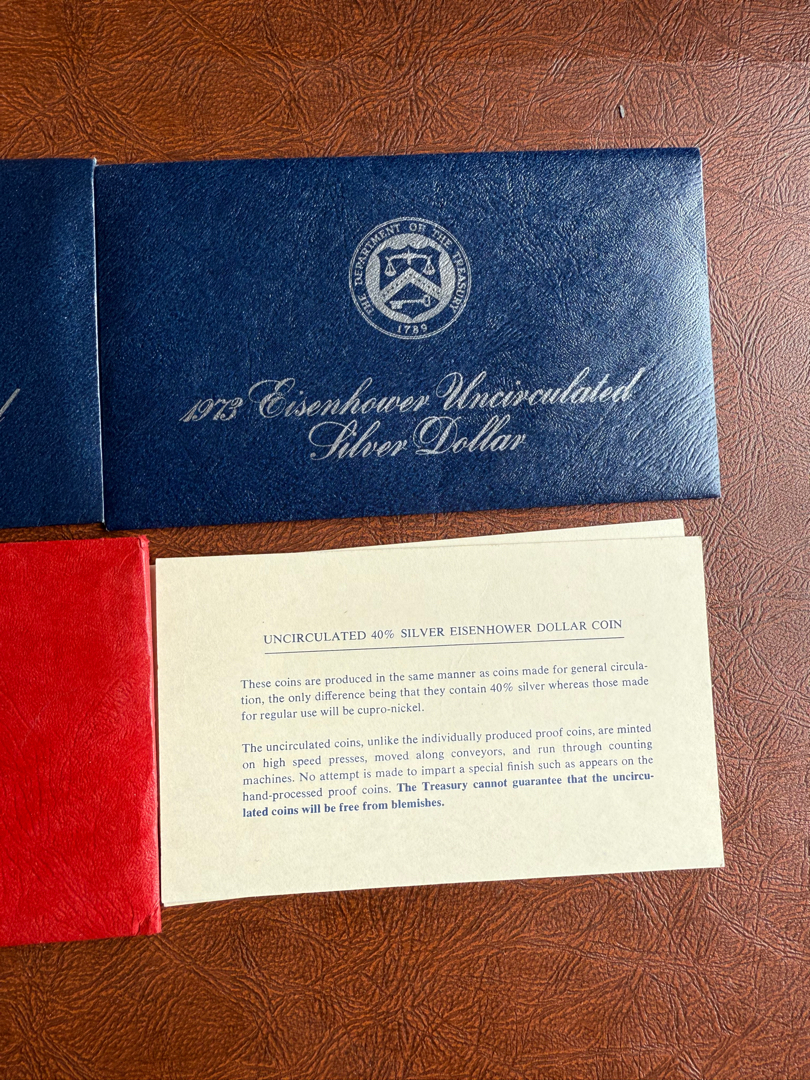 THE DEPARTMENT OF THE TREASURY
1789
1973 Eisenhower Uncirculated
Silver Dollar
UNCIRCULATED 40% SILVER EISENHOWER DOLLAR COIN
These coins are produced in the same manner as coins made for general circula-
tion, the only difference being that they contain 40% silver whereas those made
for regular use will be cupro-nickel.
The uncirculated coins, unlike the individually produced proof coins, are minted
on high speed presses, moved along conveyors, and run through counting
machines. No attempt is made to impart a special finish such as appears on the
hand-processed proof coins. The Treasury cannot guarantee that the uncircu-
lated coins will be free from blemishes.